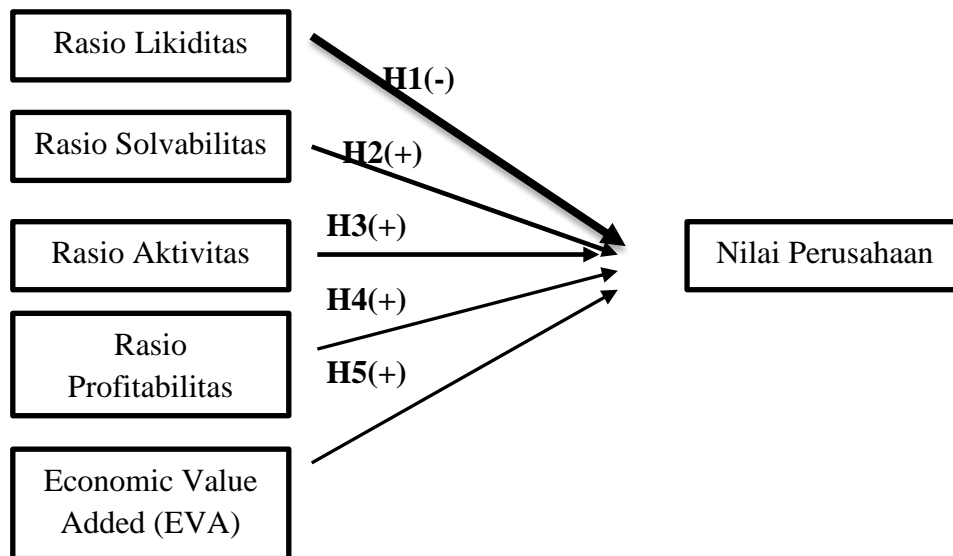 Rasio Likiditas
H1(-)
Rasio Solvabilitas
H2(+)
Rasio Aktivitas
H3(+)
Nilai Perusahaan
Rasio
Profitabilitas
H4(+)
H5(+)
Economic Value
Added (EVA)